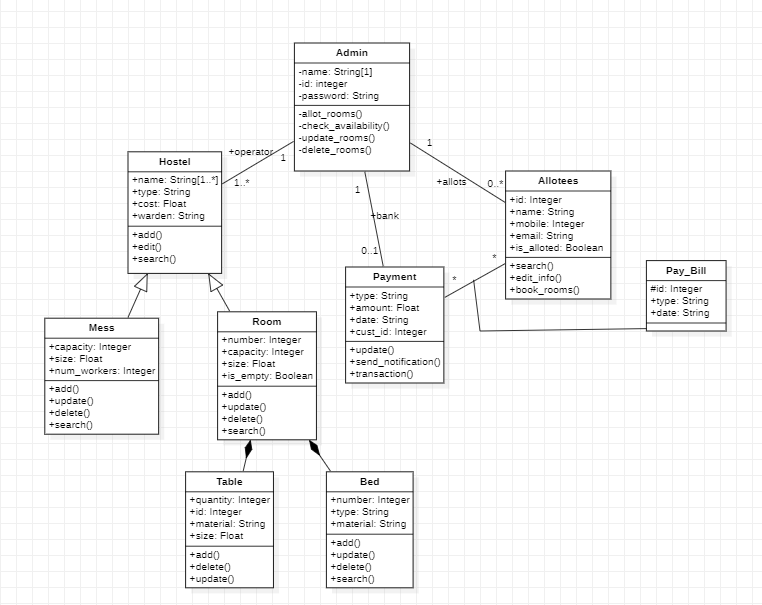 Admin
-name: String[1]
-id: integer
-password: String
-allot_rooms()
-check_availability()
-update_rooms()
-delete_rooms()
+operator
1
1..*
Hostel
+name: String[1..*]
+type: String
+cost: Float
+warden: String
+add()
+edit()
+search()
1
+allots
0..*
Allotees
+id: Integer
+name: String
+mobile: Integer
+email: String
+is_alloted: Boolean
+search()
+edit_info()
+book_rooms()
1
+bank
0..1
*
*
Payment
+type: String
+amount: Float
+date: String
+cust_id: Integer
+update()
+send_notification()
+transaction()
Pay_Bill
#id: Integer
+type: String
+date: String
Mess
+capacity: Integer
+size: Float
+num_workers: Integer
+add()
+update()
+delete()
+search()
Room
+number: Integer
+capacity: Integer
+size: Float
+is_empty: Boolean
+add()
+update()
+delete()
+search()
Table
+quantity: Integer
+id: Integer
+material: String
+size: Float
+add()
+delete()
+update()
Bed
+number: Integer
+type: String
+material: String
+add()
+update()
+delete()
+search()